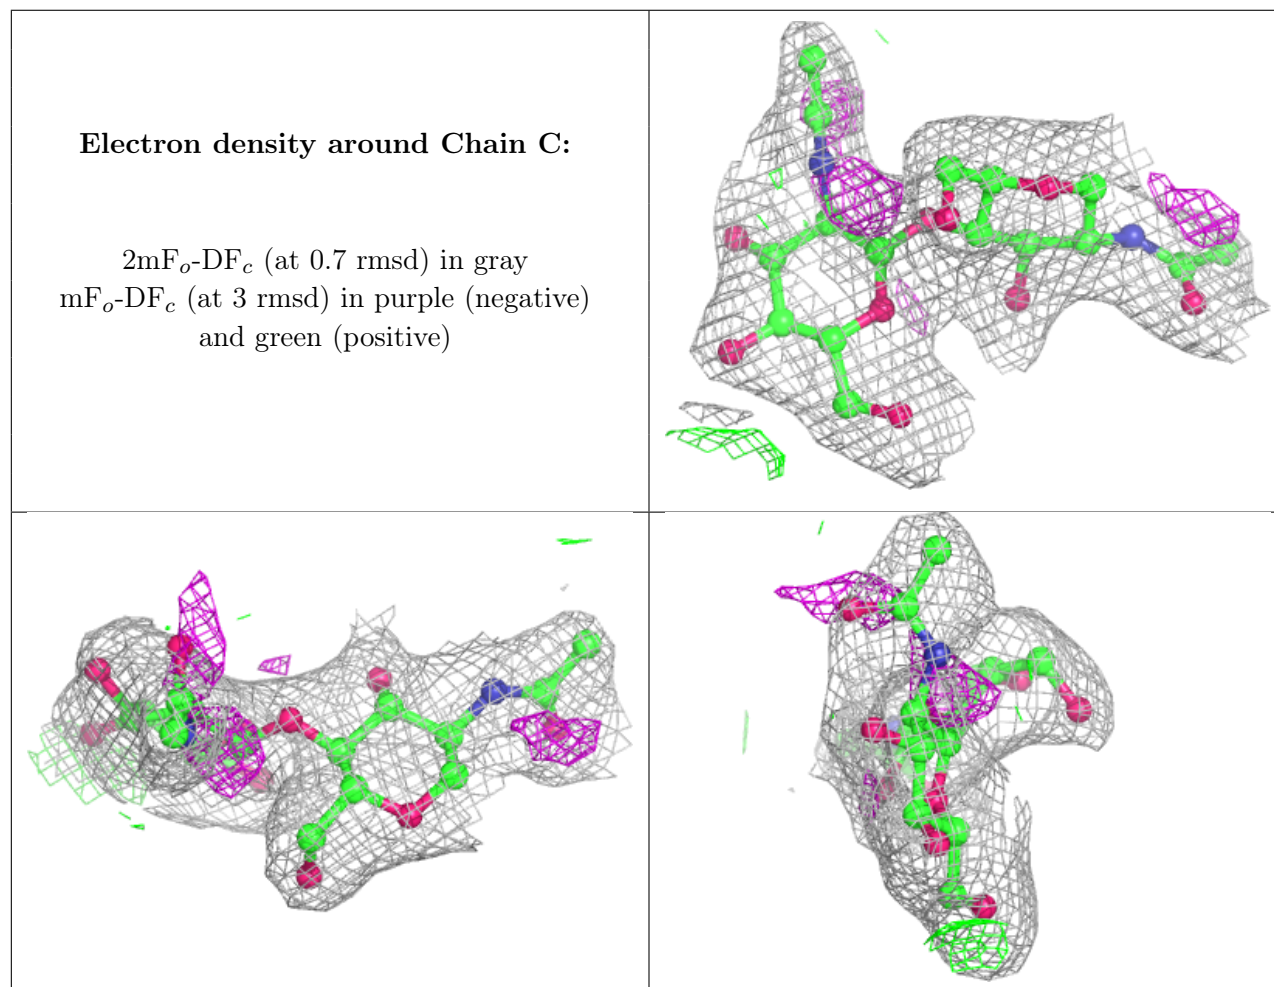 Electron density around Chain C:
2mFo-DFc (at 0.7 rmsd) in gray
mFo-DFc (at 3 rmsd) in purple (negative)
and green (positive)